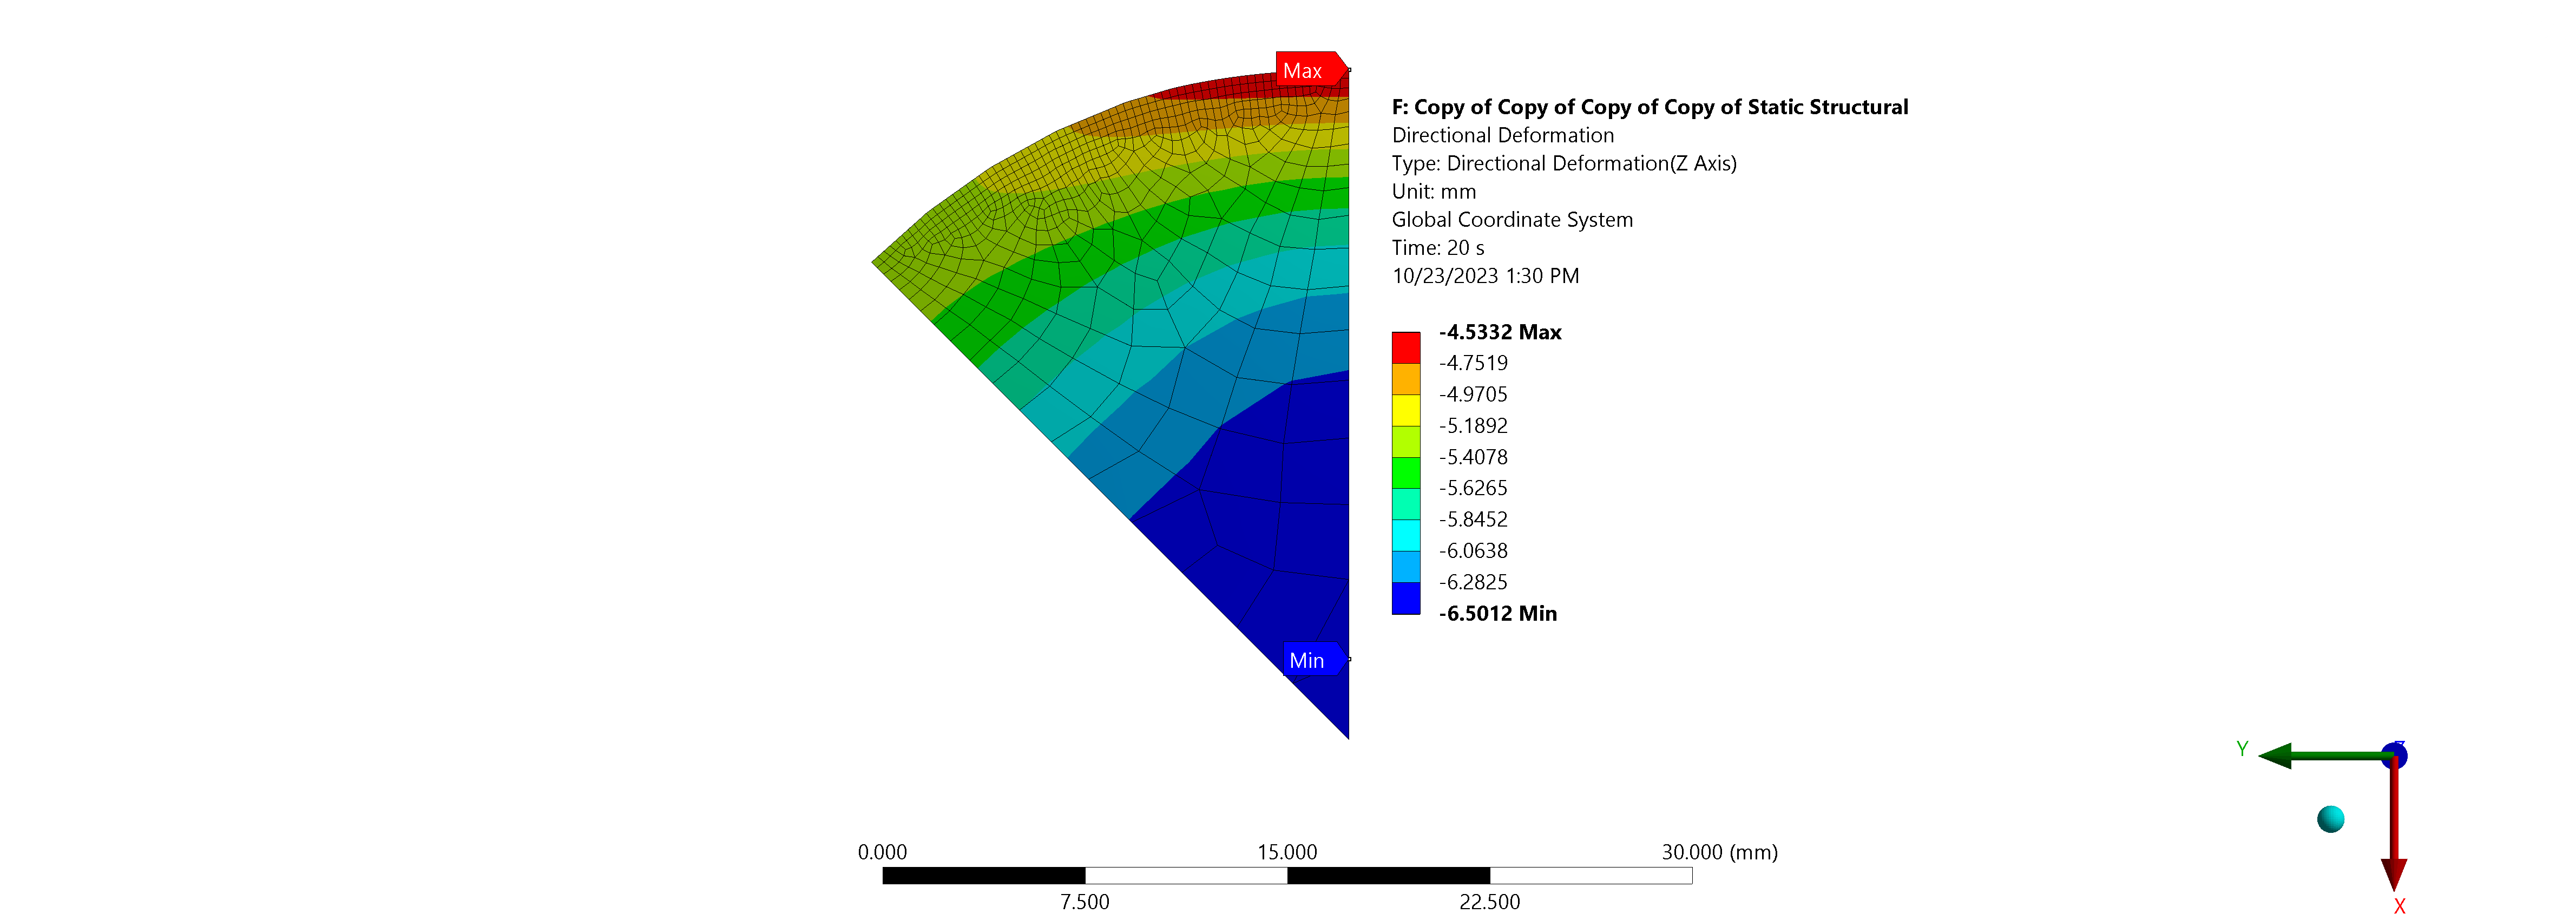 Max
F: Copy of Copy of Copy of Copy of Static Structural
Directional Deformation
Type: Directional Deformation(Z Axis)
Unit: mm
Global Coordinate System
Time: 20 s
10/23/2023 1:30 PM
-4.5332 Max
-4.7519
-4.9705
-5.1892
-5.4078
-5.6265
-5.8452
-6.0638
-6.2825
-6.5012 Min
Min
0.000 15.000 30.000 (mm)
7.500 22.500
Y
Z
X